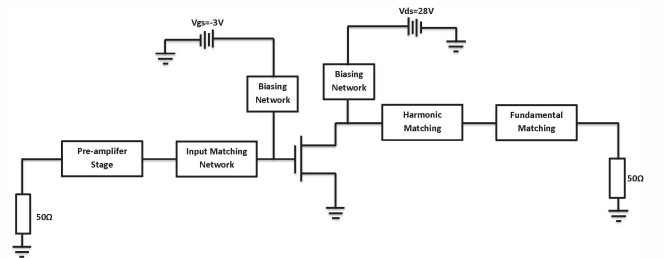 Vgs=-3V
Vds=28V
Biasing
Network
Biasing
Network
Harmonic
Matching
Fundamental
Matching
Pre-amplifer
Stage
Input Matching
Network
50Ω
50Ω